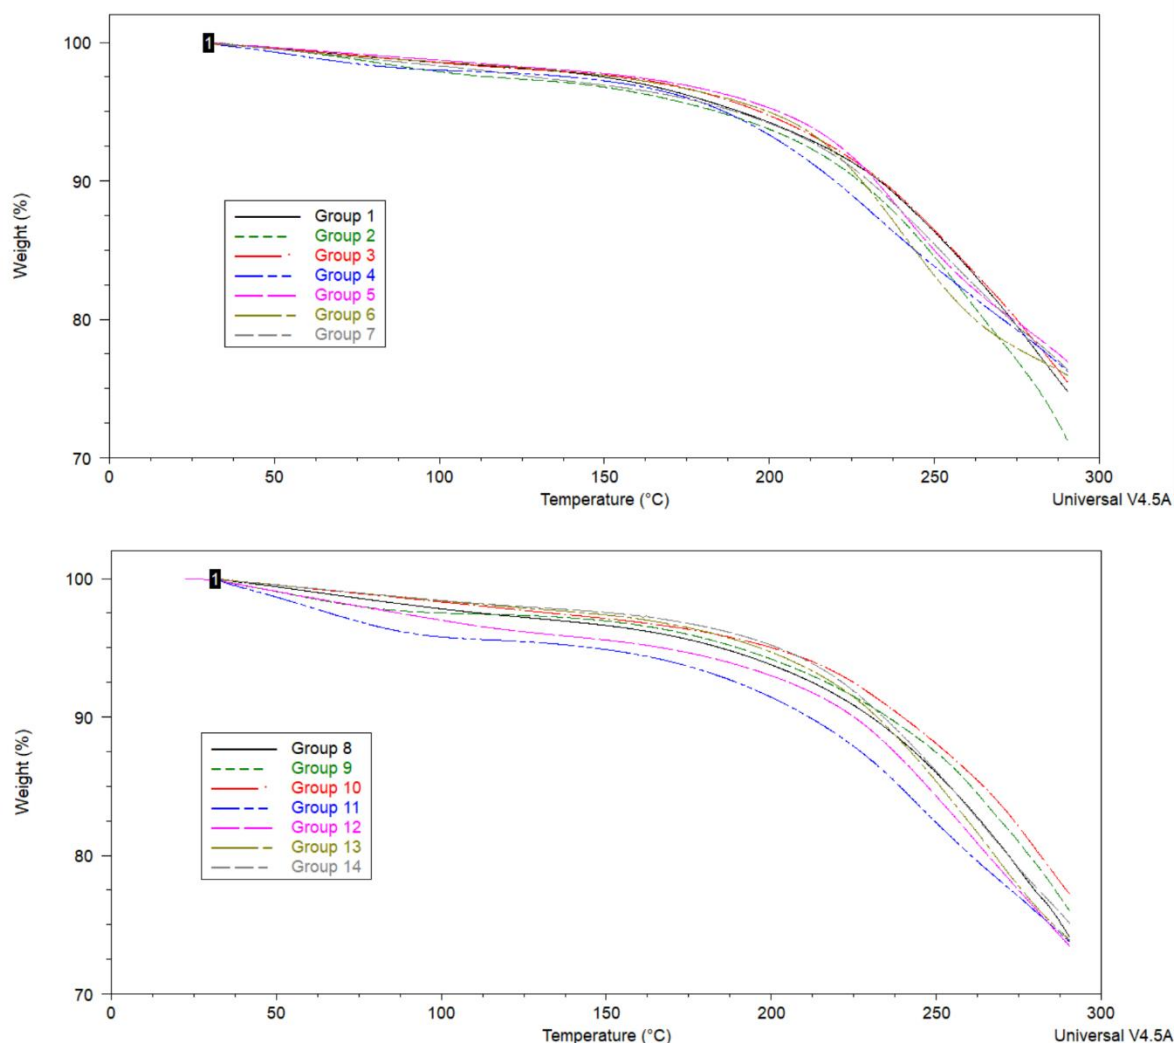 100
90
80
70
Weight (%)
1
Group 1
Group 2
Group 3
Group 4
Group 5
Group 6
Group 7
0
50
100
150
200
250
300
Temperature (°C)
Universal V4.5A
100
90
80
70
Weight (%)
1
Group 8
Group 9
Group 10
Group 11
Group 12
Group 13
Group 14
0
50
100
150
200
250
300
Temperature (°C)
Universal V4.5A